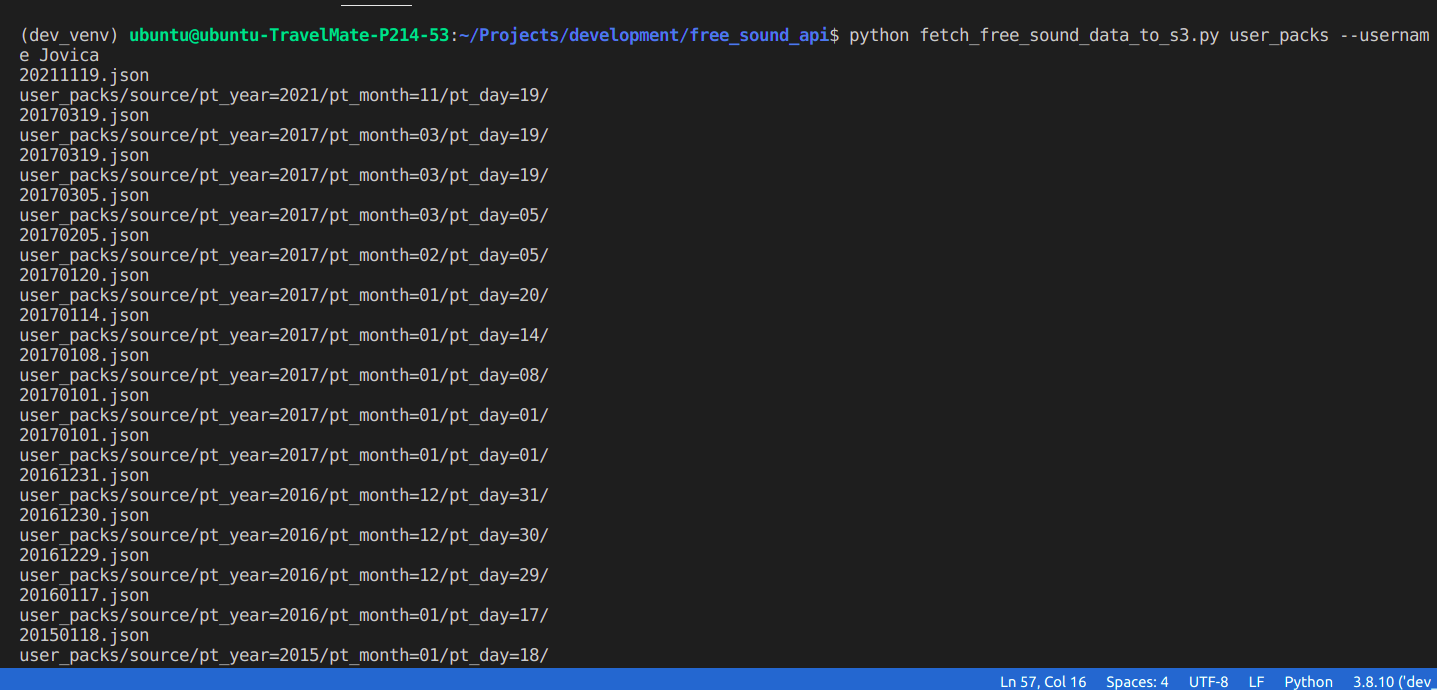 (dev_venv) ubuntu@ubuntu-TravelMate-P214-53:~/Projects/development/free_sound_api$ python fetch_free_sound_data_to_s3.py user_packs --usernam
e Jovica
20211119.json
user_packs/source/pt_year=2021/pt_month=11/pt_day=19/
20170319.json
user_packs/source/pt_year=2017/pt_month=03/pt_day=19/
20170319.json
user_packs/source/pt_year=2017/pt_month=03/pt_day=19/
20170305.json
user_packs/source/pt_year=2017/pt_month=03/pt_day=05/
20170205.json
user_packs/source/pt_year=2017/pt_month=02/pt_day=05/
20170120.json
user_packs/source/pt_year=2017/pt_month=01/pt_day=20/
20170114.json
user_packs/source/pt_year=2017/pt_month=01/pt_day=14/
20170108.json
user_packs/source/pt_year=2017/pt_month=01/pt_day=08/
20170101.json
user_packs/source/pt_year=2017/pt_month=01/pt_day=01/
20170101.json
user_packs/source/pt_year=2017/pt_month=01/pt_day=01/
20161231.json
user_packs/source/pt_year=2016/pt_month=12/pt_day=31/
20161230.json
user_packs/source/pt_year=2016/pt_month=12/pt_day=30/
20161229.json
user_packs/source/pt_year=2016/pt_month=12/pt_day=29/
20160117.json
user_packs/source/pt_year=2016/pt_month=01/pt_day=17/
20150118.json
user_packs/source/pt_year=2015/pt_month=01/pt_day=18/
Ln 57, Col 16 Spaces: 4 UTF-8 LF Python 3.8.10 ('dev